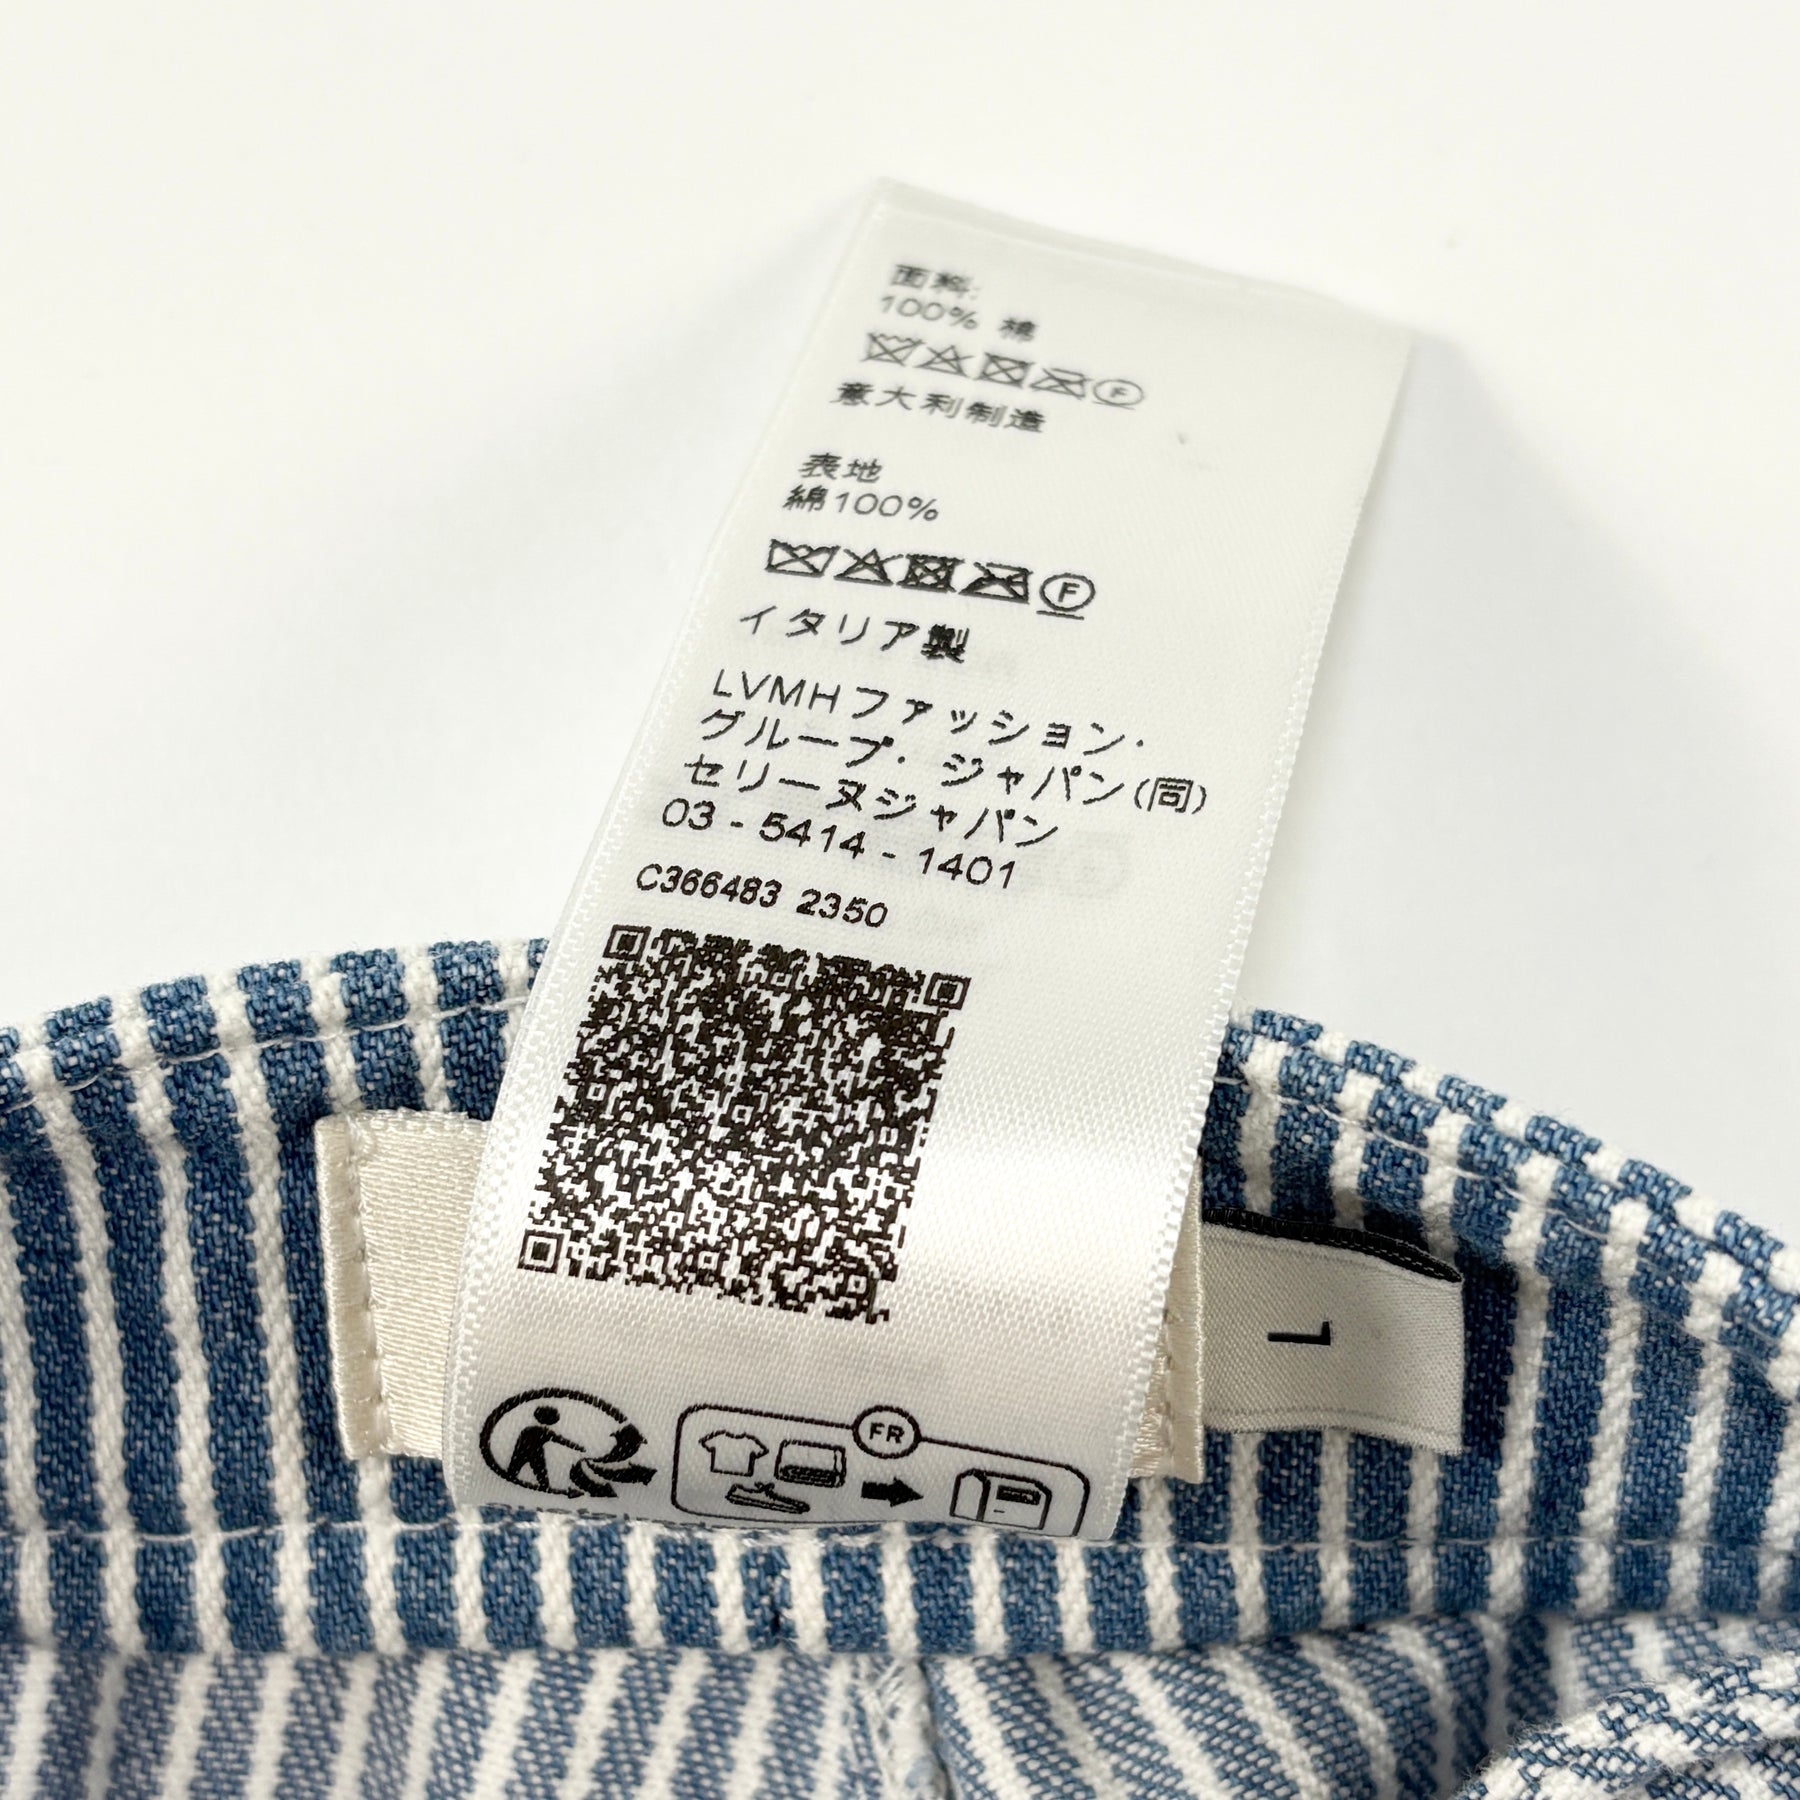 面料:
100% 棉
F
意大利制造
表地
綿100%
F
イタリア製
LVMHファッション・
グループ・ジャパン(同)
セリーヌジャパン
03-5414-1401
C366483 2350
FR
L